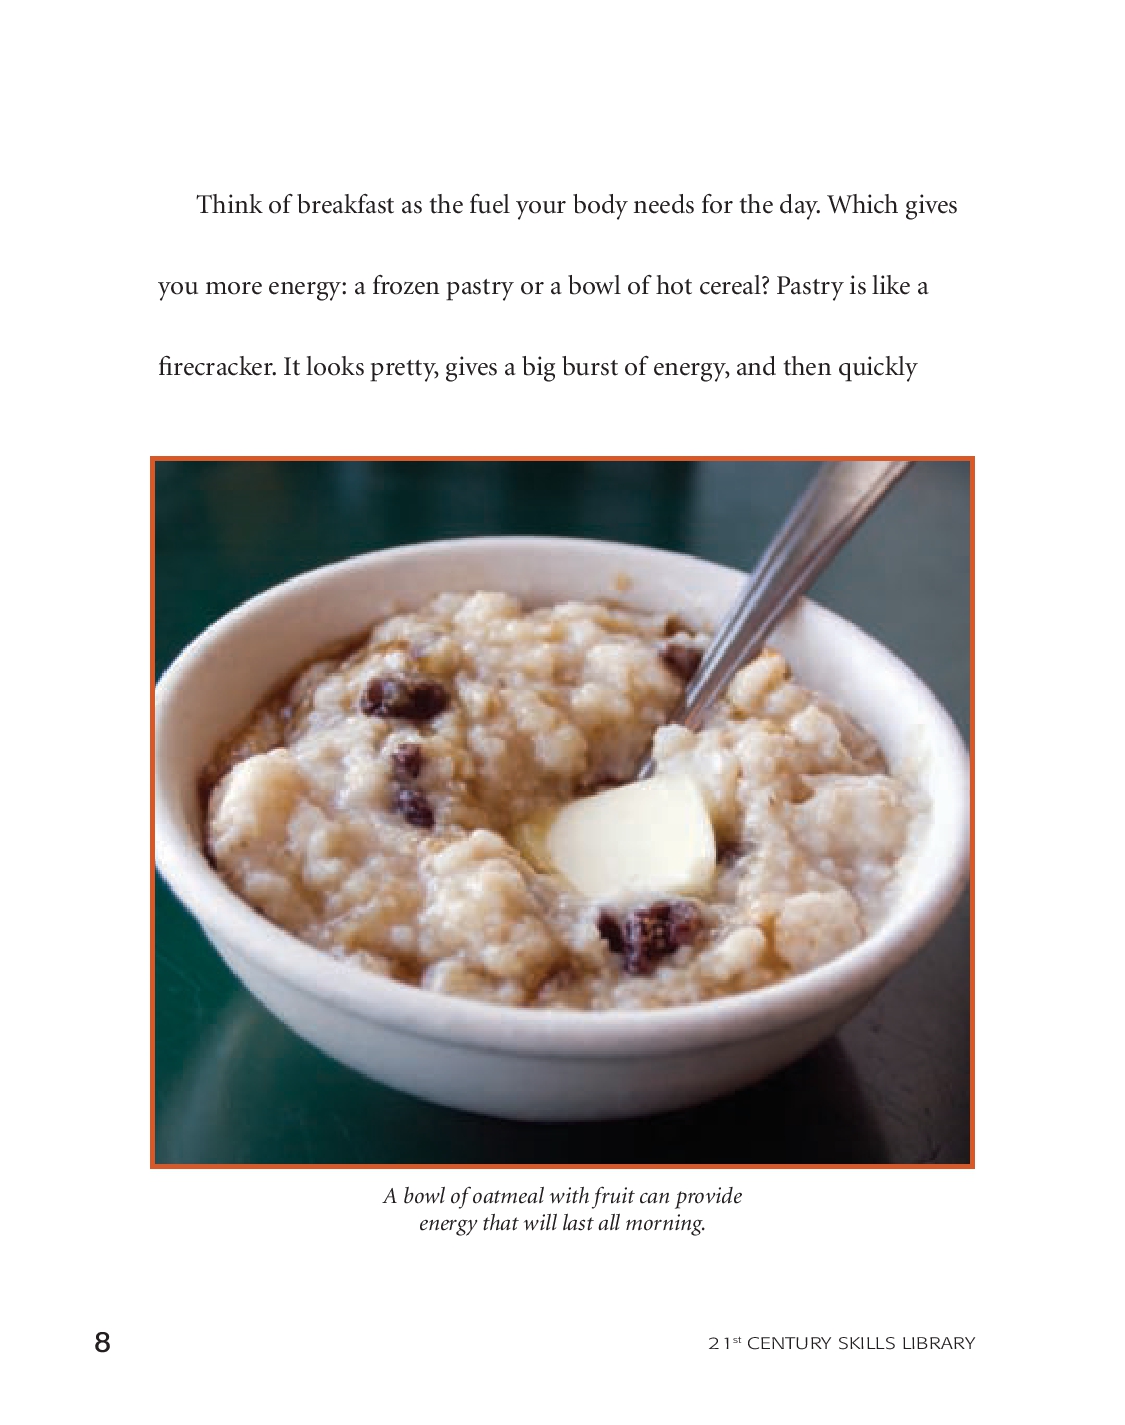 Think of breakfast as the fuel your body needs for the day. Which gives
you more energy: a frozen pastry or a bowl of hot cereal? Pastry is like a
firecracker. It looks pretty, gives a big burst of energy, and then quickly
A bowl of oatmeal with fruit can provide
energy that will last all morning.
8
21st CENTURY SKILLS LIBRARY